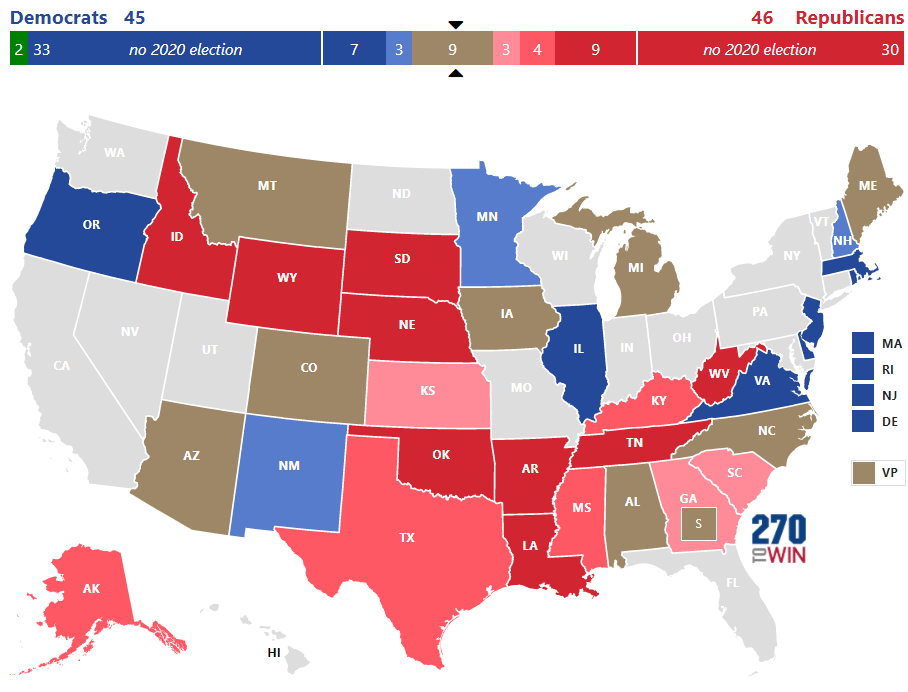 Democrats 45 46 Republicans
2 33 no 2020 election 7 3 9 3 4 9 no 2020 election 30
WA
ME
MT
ND
VT
MN
OR
ID
NH
WI
NY
SD
MI
WY
PA
IA
NE
NV
OH
IL
IN
UT
MA
CA
CO
RI
WV
VA
MO
KS
NJ
KY
DE
NC
TN
OK
AZ
NM
AR
SC
VP
GA
AL
MS
S
270
TO
WIN
TX
LA
FL
AK
HI